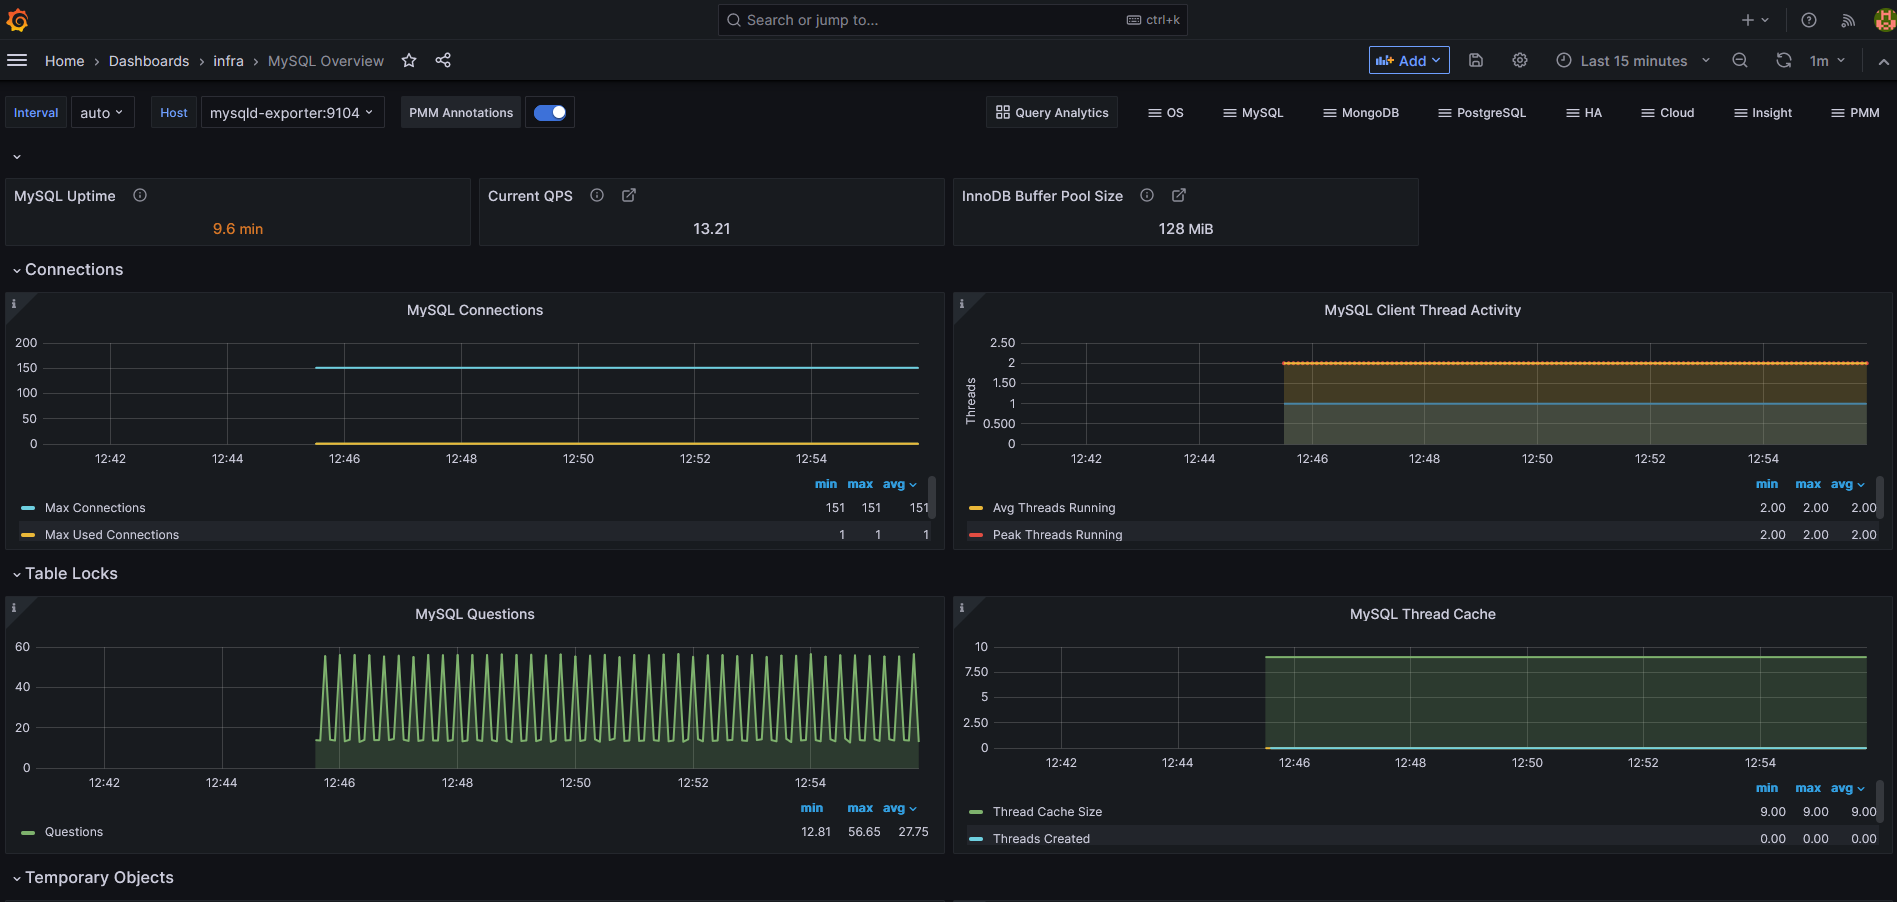 Search or jump to...
ctrl+k
Home › Dashboards › infra › MySQL Overview
Add
Last 15 minutes
1m
Interval auto Host mysqld-exporter:9104 PMM Annotations
Query Analytics OS MySQL MongoDB PostgreSQL HA Cloud Insight PMM
MySQL Uptime
9.6 min
Current QPS
13.21
InnoDB Buffer Pool Size
128 MiB
Connections
MySQL Connections
200
150
100
50
0
12:42 12:44 12:46 12:48 12:50 12:52 12:54
min max avg
Max Connections 151 151 151
Max Used Connections 1 1 1
MySQL Client Thread Activity
Threads
2.50
2
1.50
1
0.500
0
12:42 12:44 12:46 12:48 12:50 12:52 12:54
min max avg
Avg Threads Running 2.00 2.00 2.00
Peak Threads Running 2.00 2.00 2.00
Table Locks
MySQL Questions
60
40
20
0
12:42 12:44 12:46 12:48 12:50 12:52 12:54
min max avg
Questions 12.81 56.65 27.75
MySQL Thread Cache
10
7.50
5
2.50
0
12:42 12:44 12:46 12:48 12:50 12:52 12:54
min max avg
Thread Cache Size 9.00 9.00 9.00
Threads Created 0.00 0.00 0.00
Temporary Objects